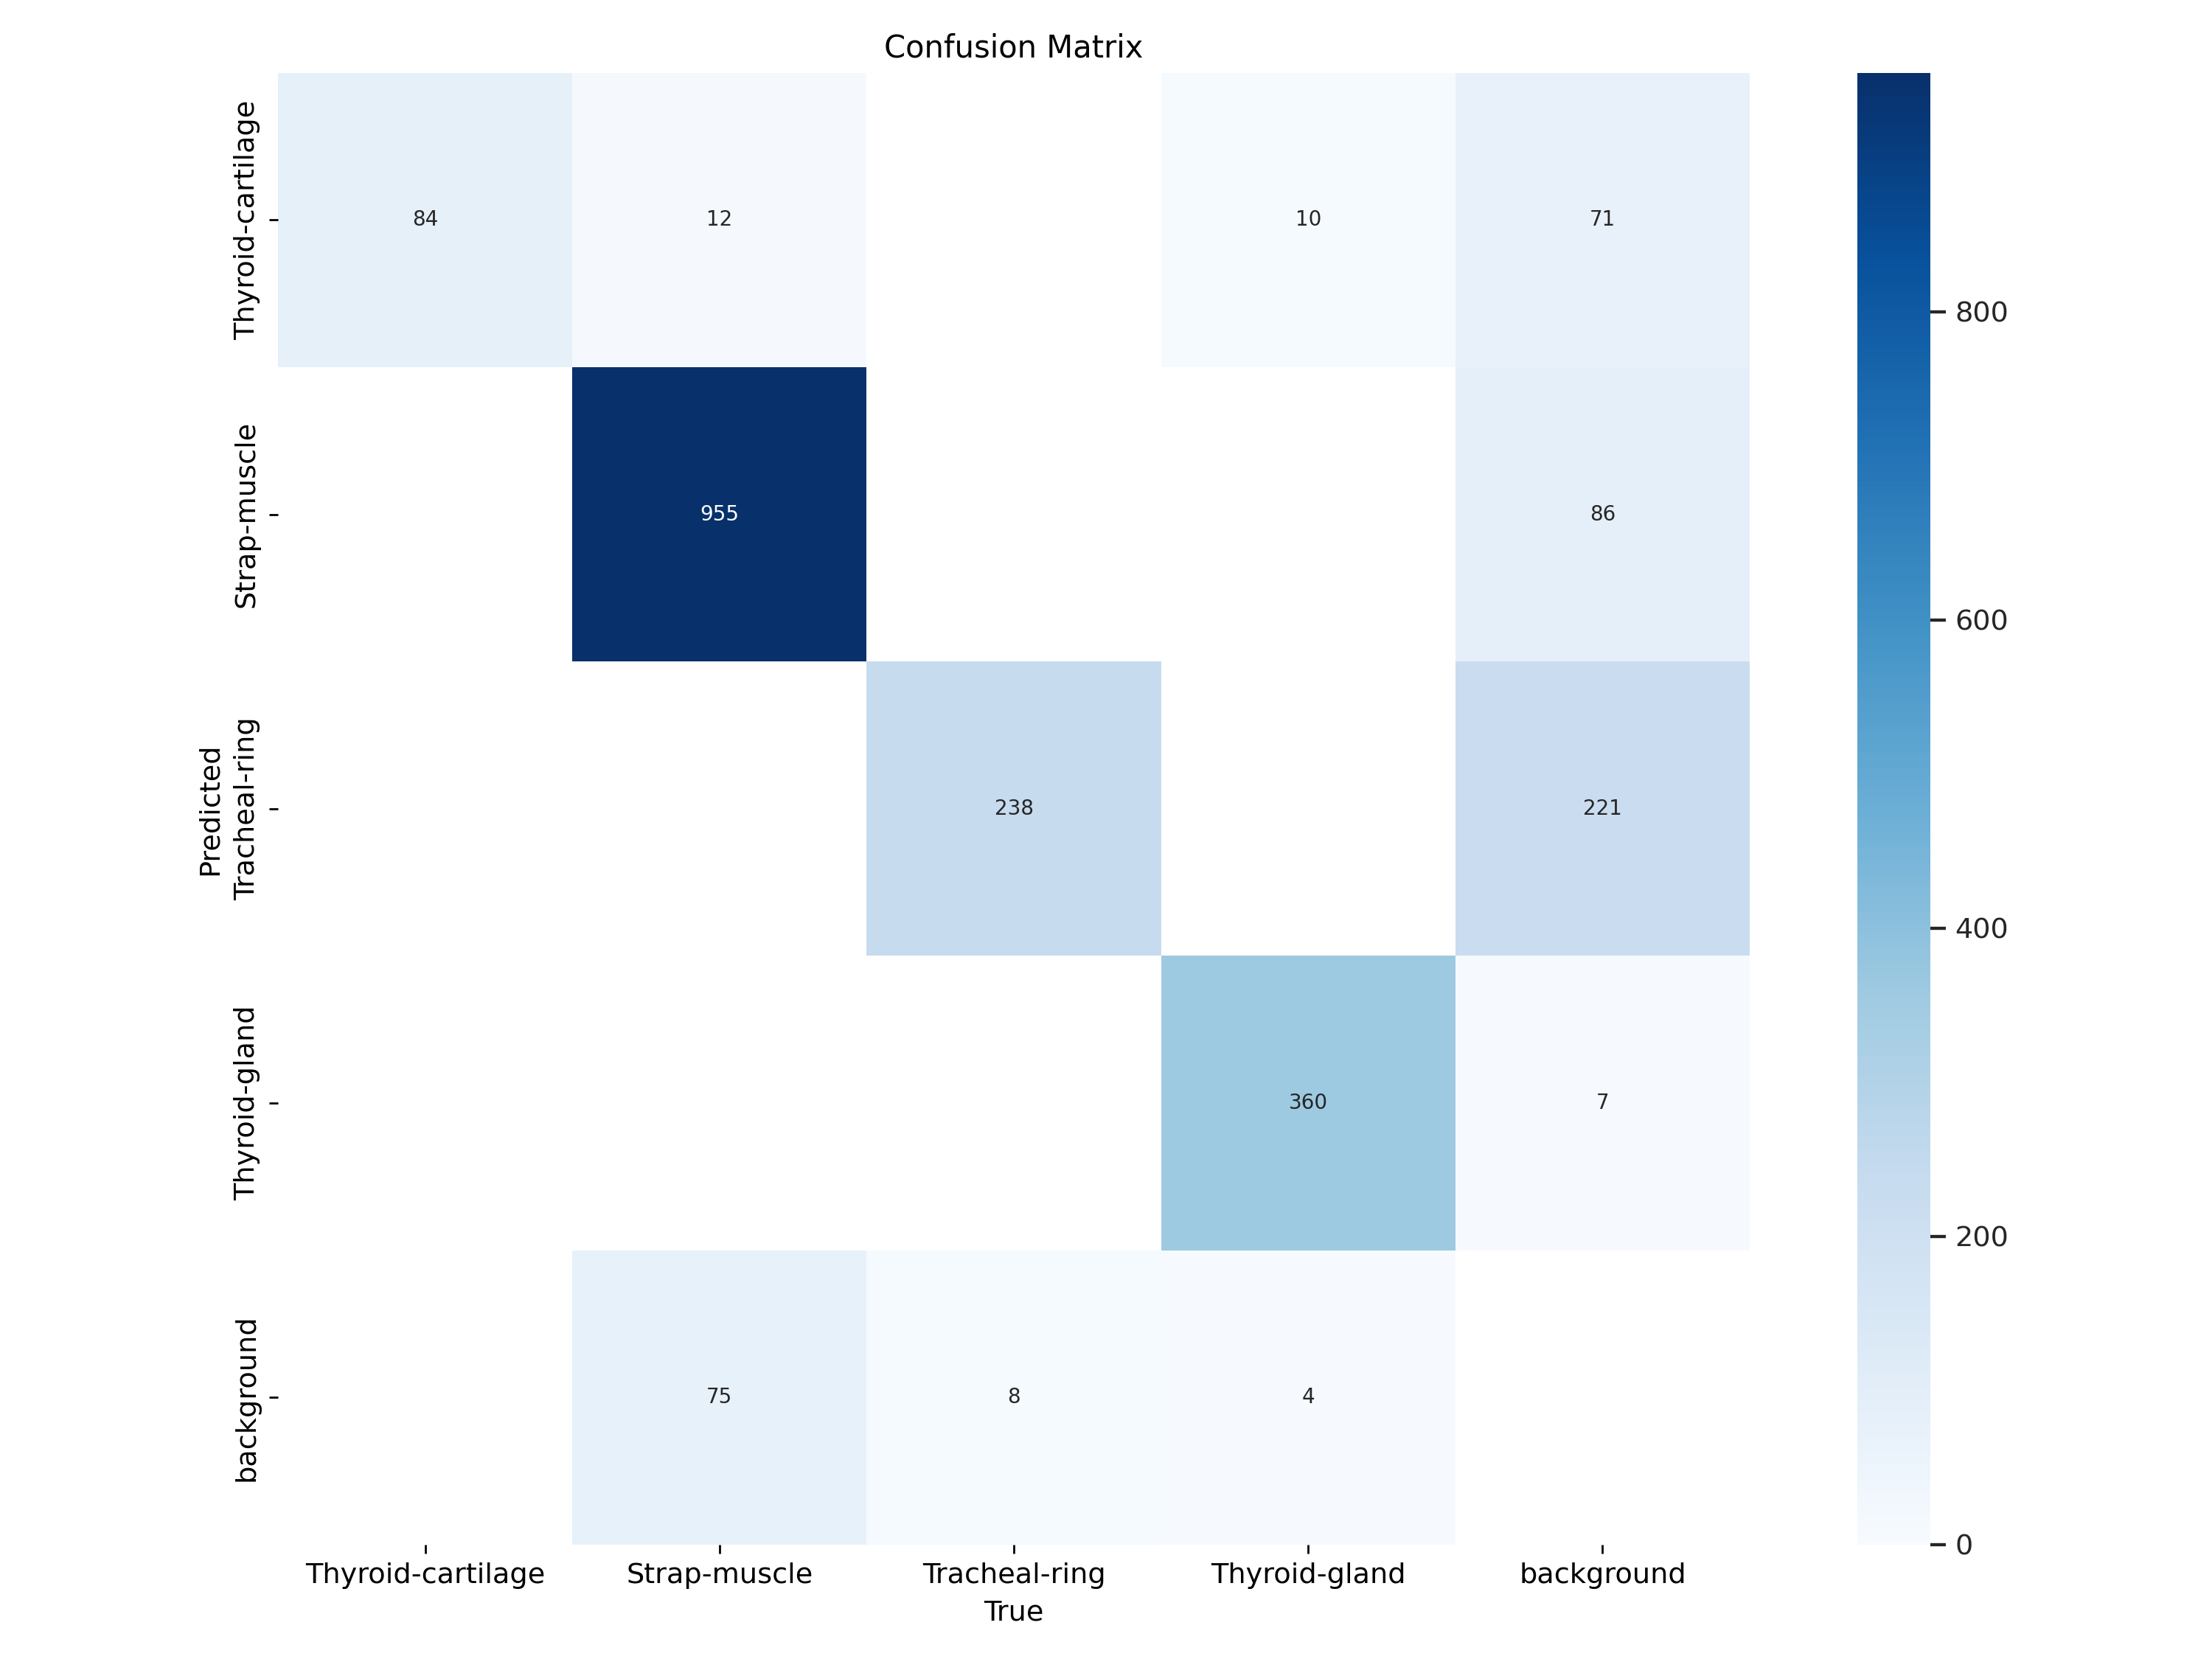 Confusion Matrix
Thyroid-cartilage
84
12
10
71
Strap-muscle
955
86
Predicted
Tracheal-ring
238
221
Thyroid-gland
360
7
background
75
8
4
Thyroid-cartilage
Strap-muscle
Tracheal-ring
Thyroid-gland
background
True
800
600
400
200
0